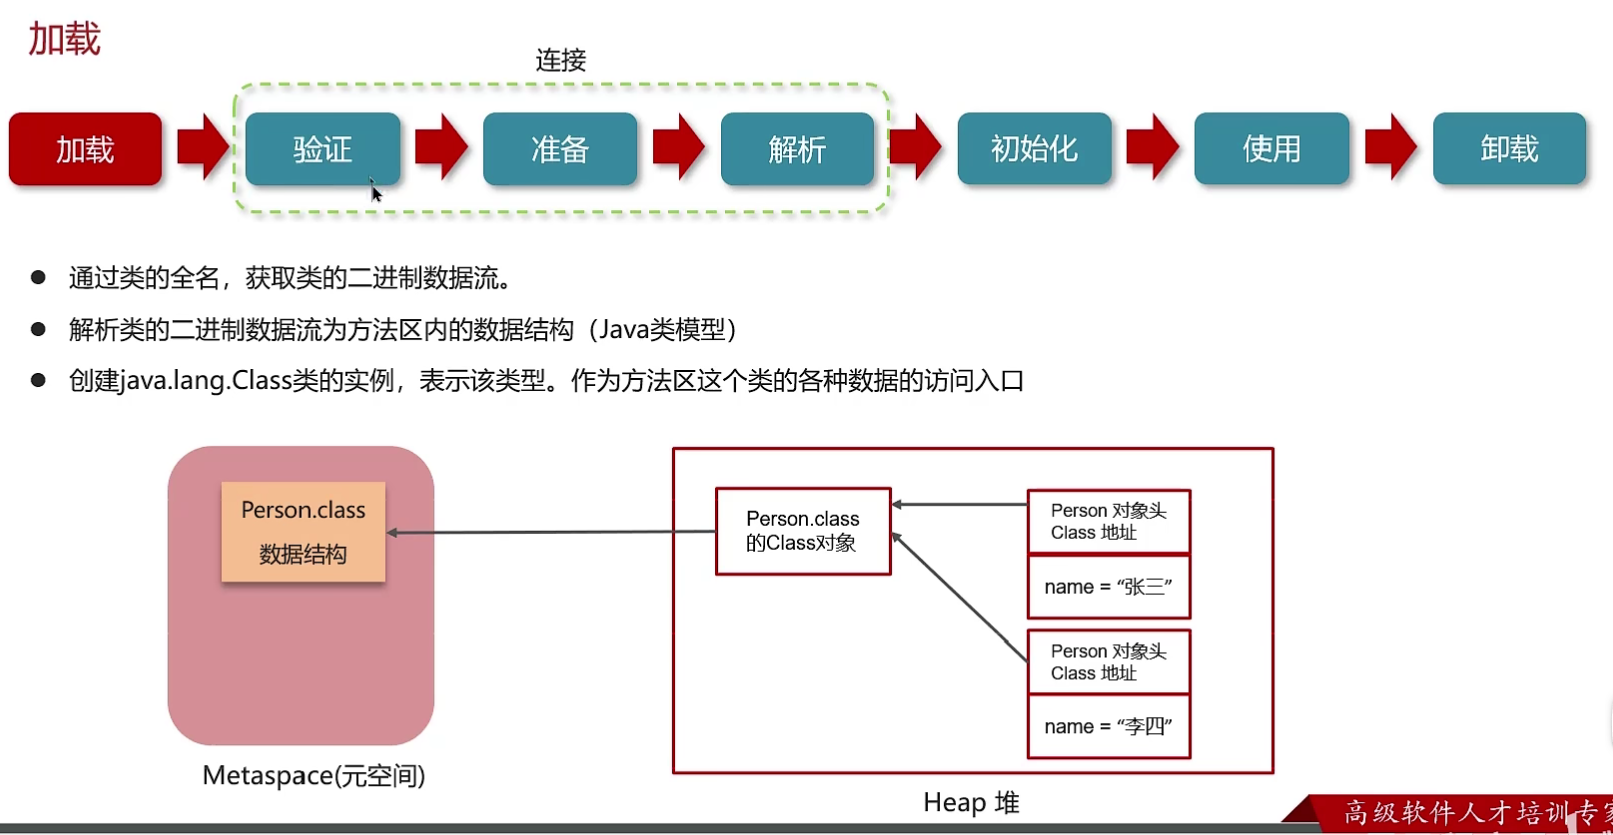 加载
连接
加载
验证
准备
解析
初始化
使用
卸载
通过类的全名，获取类的二进制数据流。
解析类的二进制数据流为方法区内的数据结构（Java类模型）
创建java.lang.Class类的实例，表示该类型。作为方法区这个类的各种数据的访问入口
Person.class
数据结构
Metaspace(元空间)
Person.class
的Class对象
Person 对象头
Class 地址
name = “张三”
Person 对象头
Class 地址
name = “李四”
Heap 堆
高级软件人才培训专家